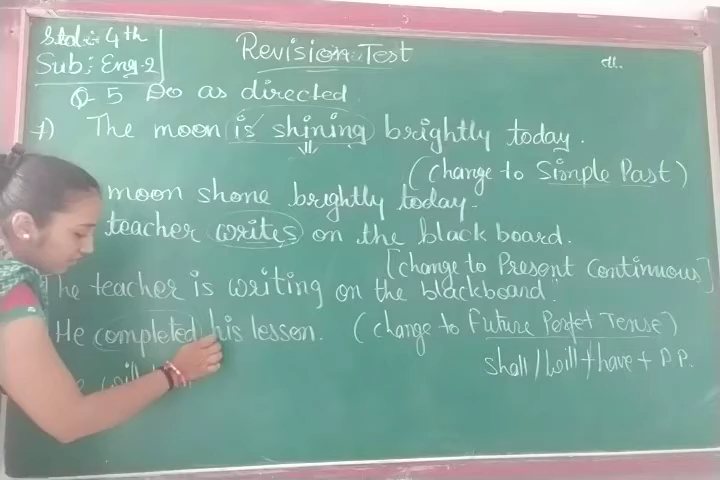 Std :- 4th
Sub : Eng-2
Revision Test
Q 5 Do as directed.
1) The moon is shining brightly today.
(Change to Simple Past)
moon shone brightly today.
teacher writes on the blackboard.
[Change to Present Continuous]
The teacher is writing on the blackboard.
He completed his lesson. (Change to Future Perfect Tense)
shall/will + have + P.P.
will